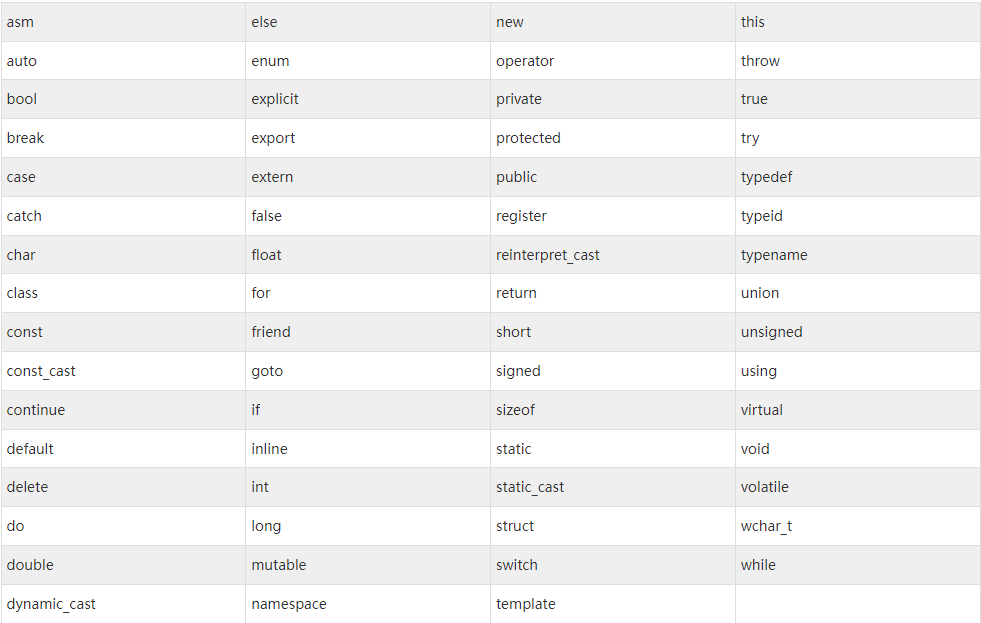 asm else new this
auto enum operator throw
bool explicit private true
break export protected try
case extern public typedef
catch false register typeid
char float reinterpret_cast typename
class for return union
const friend short unsigned
const_cast goto signed using
continue if sizeof virtual
default inline static void
delete int static_cast volatile
do long struct wchar_t
double mutable switch while
dynamic_cast namespace template